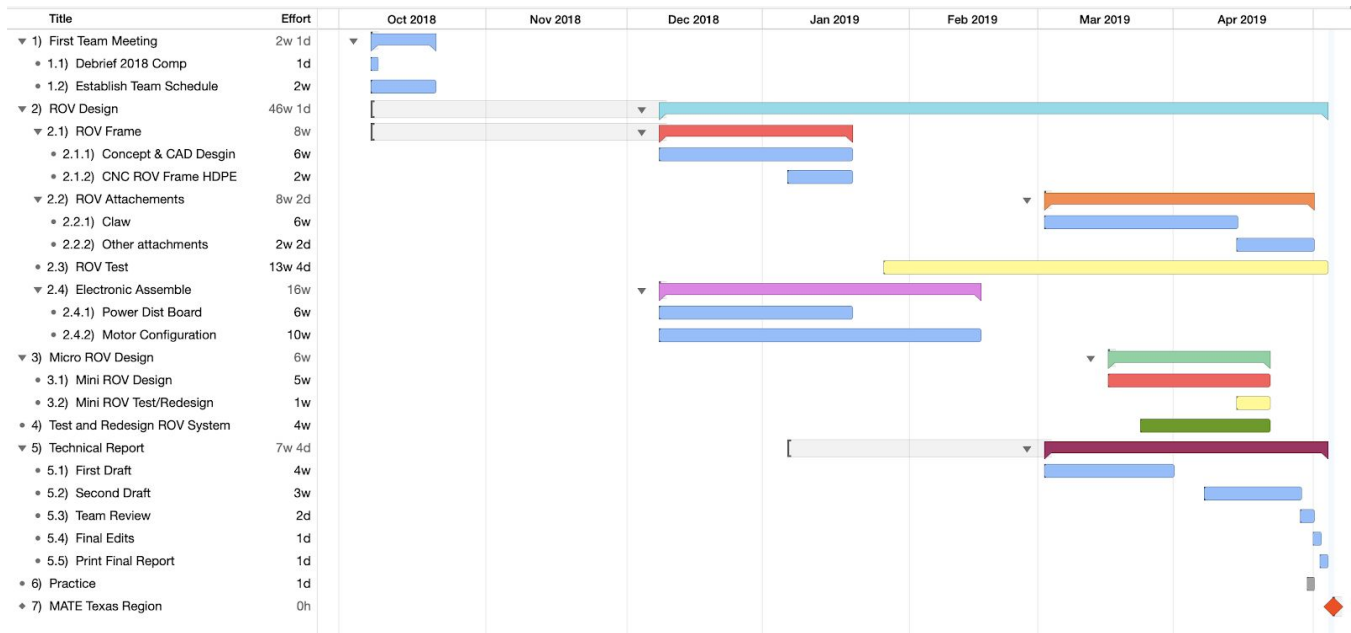 Title Effort Oct 2018 Nov 2018 Dec 2018 Jan 2019 Feb 2019 Mar 2019 Apr 2019
1) First Team Meeting 2w 1d
1.1) Debrief 2018 Comp 1d
1.2) Establish Team Schedule 2w
2) ROV Design 46w 1d
2.1) ROV Frame 8w
2.1.1) Concept & CAD Desgin 6w
2.1.2) CNC ROV Frame HDPE 2w
2.2) ROV Attachements 8w 2d
2.2.1) Claw 6w
2.2.2) Other attachments 2w 2d
2.3) ROV Test 13w 4d
2.4) Electronic Assemble 16w
2.4.1) Power Dist Board 6w
2.4.2) Motor Configuration 10w
3) Micro ROV Design 6w
3.1) Mini ROV Design 5w
3.2) Mini ROV Test/Redesign 1w
4) Test and Redesign ROV System 4w
5) Technical Report 7w 4d
5.1) First Draft 4w
5.2) Second Draft 3w
5.3) Team Review 2d
5.4) Final Edits 1d
5.5) Print Final Report 1d
6) Practice 1d
7) MATE Texas Region 0h